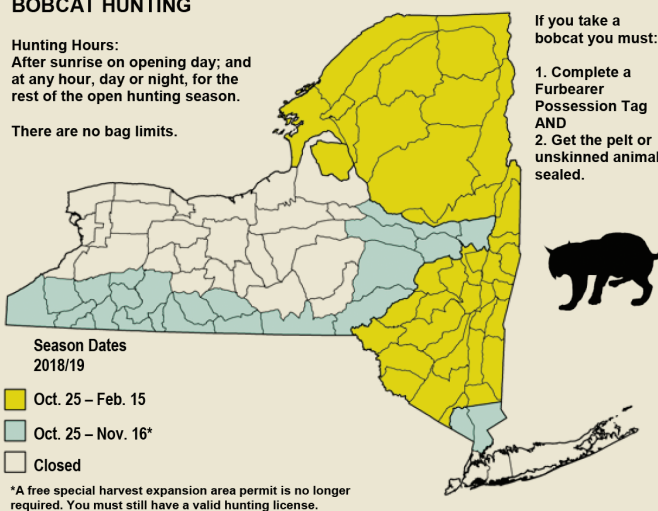 BOBCAT HUNTING
Hunting Hours:
After sunrise on opening day; and
at any hour, day or night, for the
rest of the open hunting season.
There are no bag limits.
If you take a
bobcat you must:
1. Complete a
Furbearer
Possession Tag
AND
2. Get the pelt or
unskinned animal
sealed.
Season Dates
2018/19
Oct. 25 – Feb. 15
Oct. 25 – Nov. 16*
Closed
*A free special harvest expansion area permit is no longer
required. You must still have a valid hunting license.